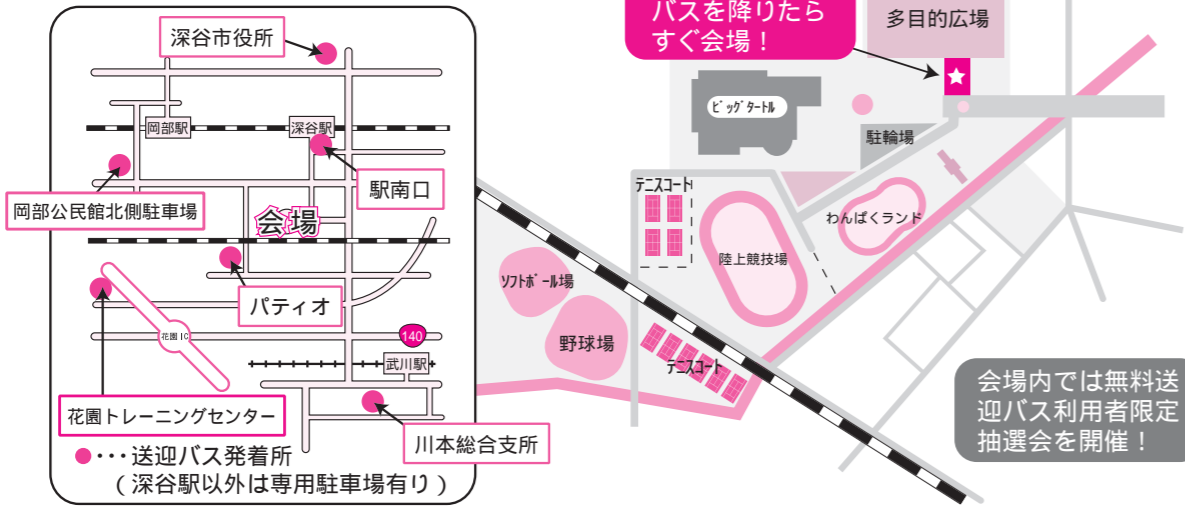 深谷市役所
岡部駅
深谷駅
駅南口
岡部公民館北側駐車場
会場
パティオ
花園IC
140
武川駅
花園トレーニングセンター
川本総合支所
●・・・送迎バス発着所
(深谷駅以外は専用駐車場有り)
バスを降りたら
すぐ会場！
多目的広場
ビッグタートル
駐輪場
テニスコート
わんぱくランド
陸上競技場
ソフトボール場
野球場
テニスコート
会場内では無料送
迎バス利用者限定
抽選会を開催！